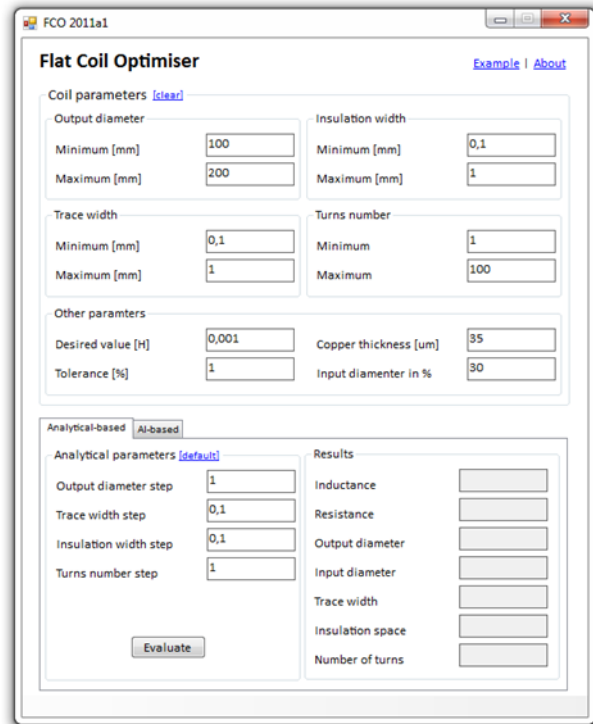 FCO 2011a1
Flat Coil Optimiser
Example | About
Coil parameters [clear]
Output diameter
Minimum [mm] 100
Maximum [mm] 200
Insulation width
Minimum [mm] 0,1
Maximum [mm] 1
Trace width
Minimum [mm] 0,1
Maximum [mm] 1
Turns number
Minimum 1
Maximum 100
Other paramters
Desired value [H] 0,001
Tolerance [%] 1
Copper thickness [um] 35
Input diamenter in % 30
Analytical-based
AI-based
Analytical parameters [default]
Output diameter step 1
Trace width step 0,1
Insulation width step 0,1
Turns number step 1
Evaluate
Results
Inductance
Resistance
Output diameter
Input diameter
Trace width
Insulation space
Number of turns